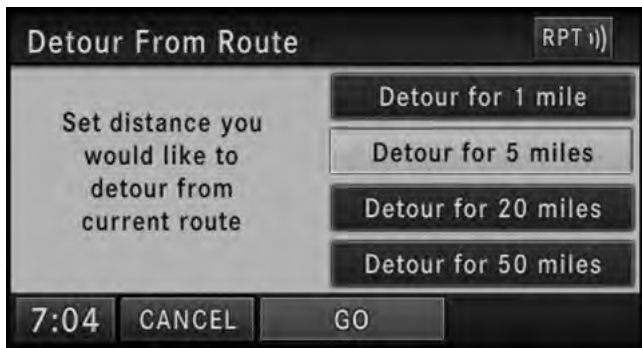 Detour From Route
RPT
Set distance you
would like to
detour from
current route
Detour for 1 mile
Detour for 5 miles
Detour for 20 miles
Detour for 50 miles
7:04
CANCEL
GO